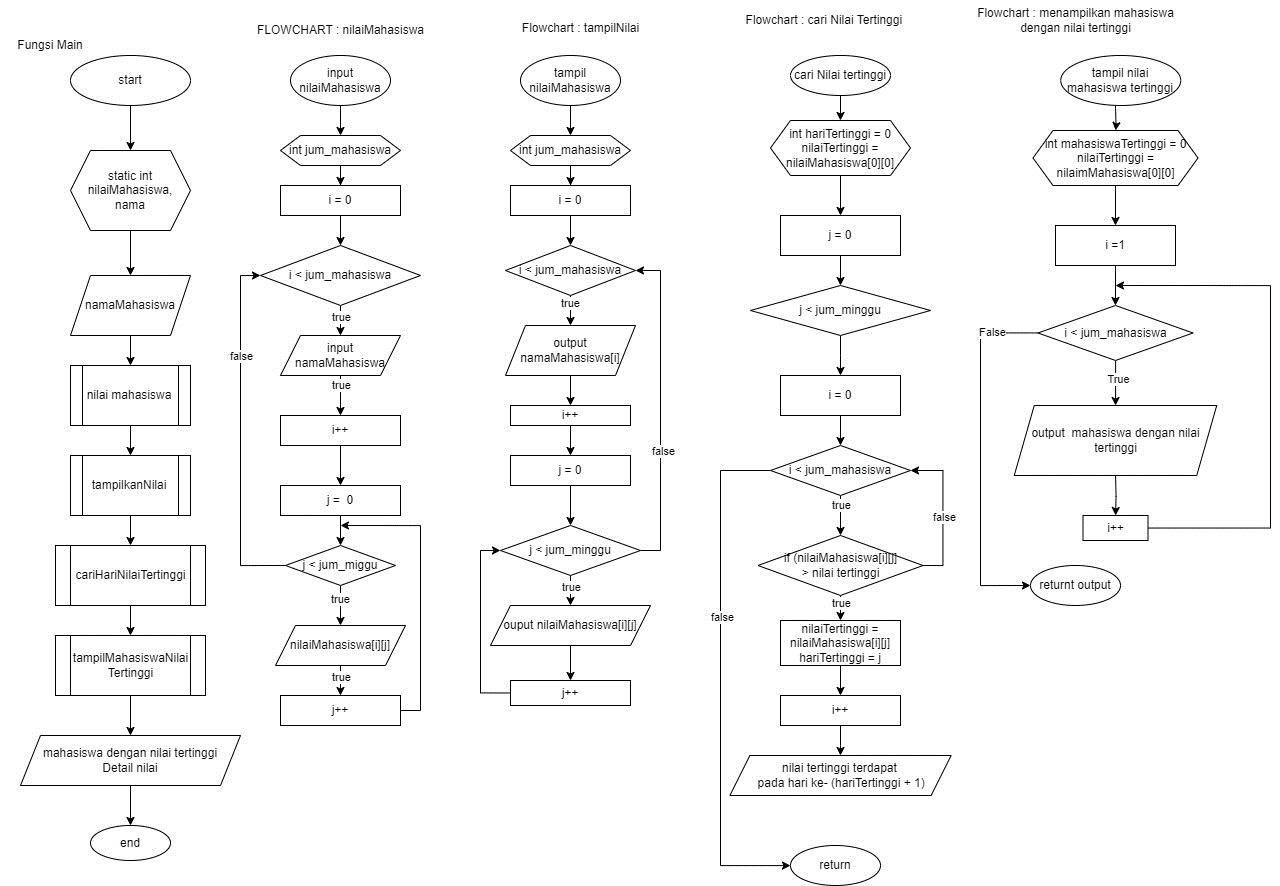 Fungsi Main
start
static int
nilaiMahasiswa,
nama
namaMahasiswa
nilai mahasiswa
tampilkanNilai
cariHariNilaiTertinggi
tampilMahasiswaNilai
Tertinggi
mahasiswa dengan nilai tertinggi
Detail nilai
end
FLOWCHART : nilaiMahasiswa
input
nilaiMahasiswa
int jum_mahasiswa
i = 0
i < jum_mahasiswa
true
input
namaMahasiswa
true
i++
j = 0
j < jum_miggu
true
nilaiMahasiswa[i][j]
true
j++
false
Flowchart : tampilNilai
tampil
nilaiMahasiswa
int jum_mahasiswa
i = 0
i < jum_mahasiswa
true
output
namaMahasiswa[i]
i++
j = 0
j < jum_minggu
true
ouput nilaiMahasiswa[i][j]
j++
false
Flowchart : cari Nilai Tertinggi
cari Nilai tertinggi
int hariTertinggi = 0
nilaiTertinggi =
nilaiMahasiswa[0][0]
j = 0
j < jum_minggu
i = 0
i < jum_mahasiswa
true
false
if (nilaiMahasiswa[i][j]
> nilai tertinggi
true
nilaiTertinggi =
nilaiMahasiswa[i][j]
hariTertinggi = j
i++
nilai tertinggi terdapat
pada hari ke- (hariTertinggi + 1)
false
return
Flowchart : menampilkan mahasiswa
dengan nilai tertinggi
tampil nilai
mahasiswa tertinggi
int mahasiswaTertinggi = 0
nilaiTertinggi =
nilaimMahasiswa[0][0]
i =1
i < jum_mahasiswa
False
True
output mahasiswa dengan nilai
tertinggi
i++
returnt output